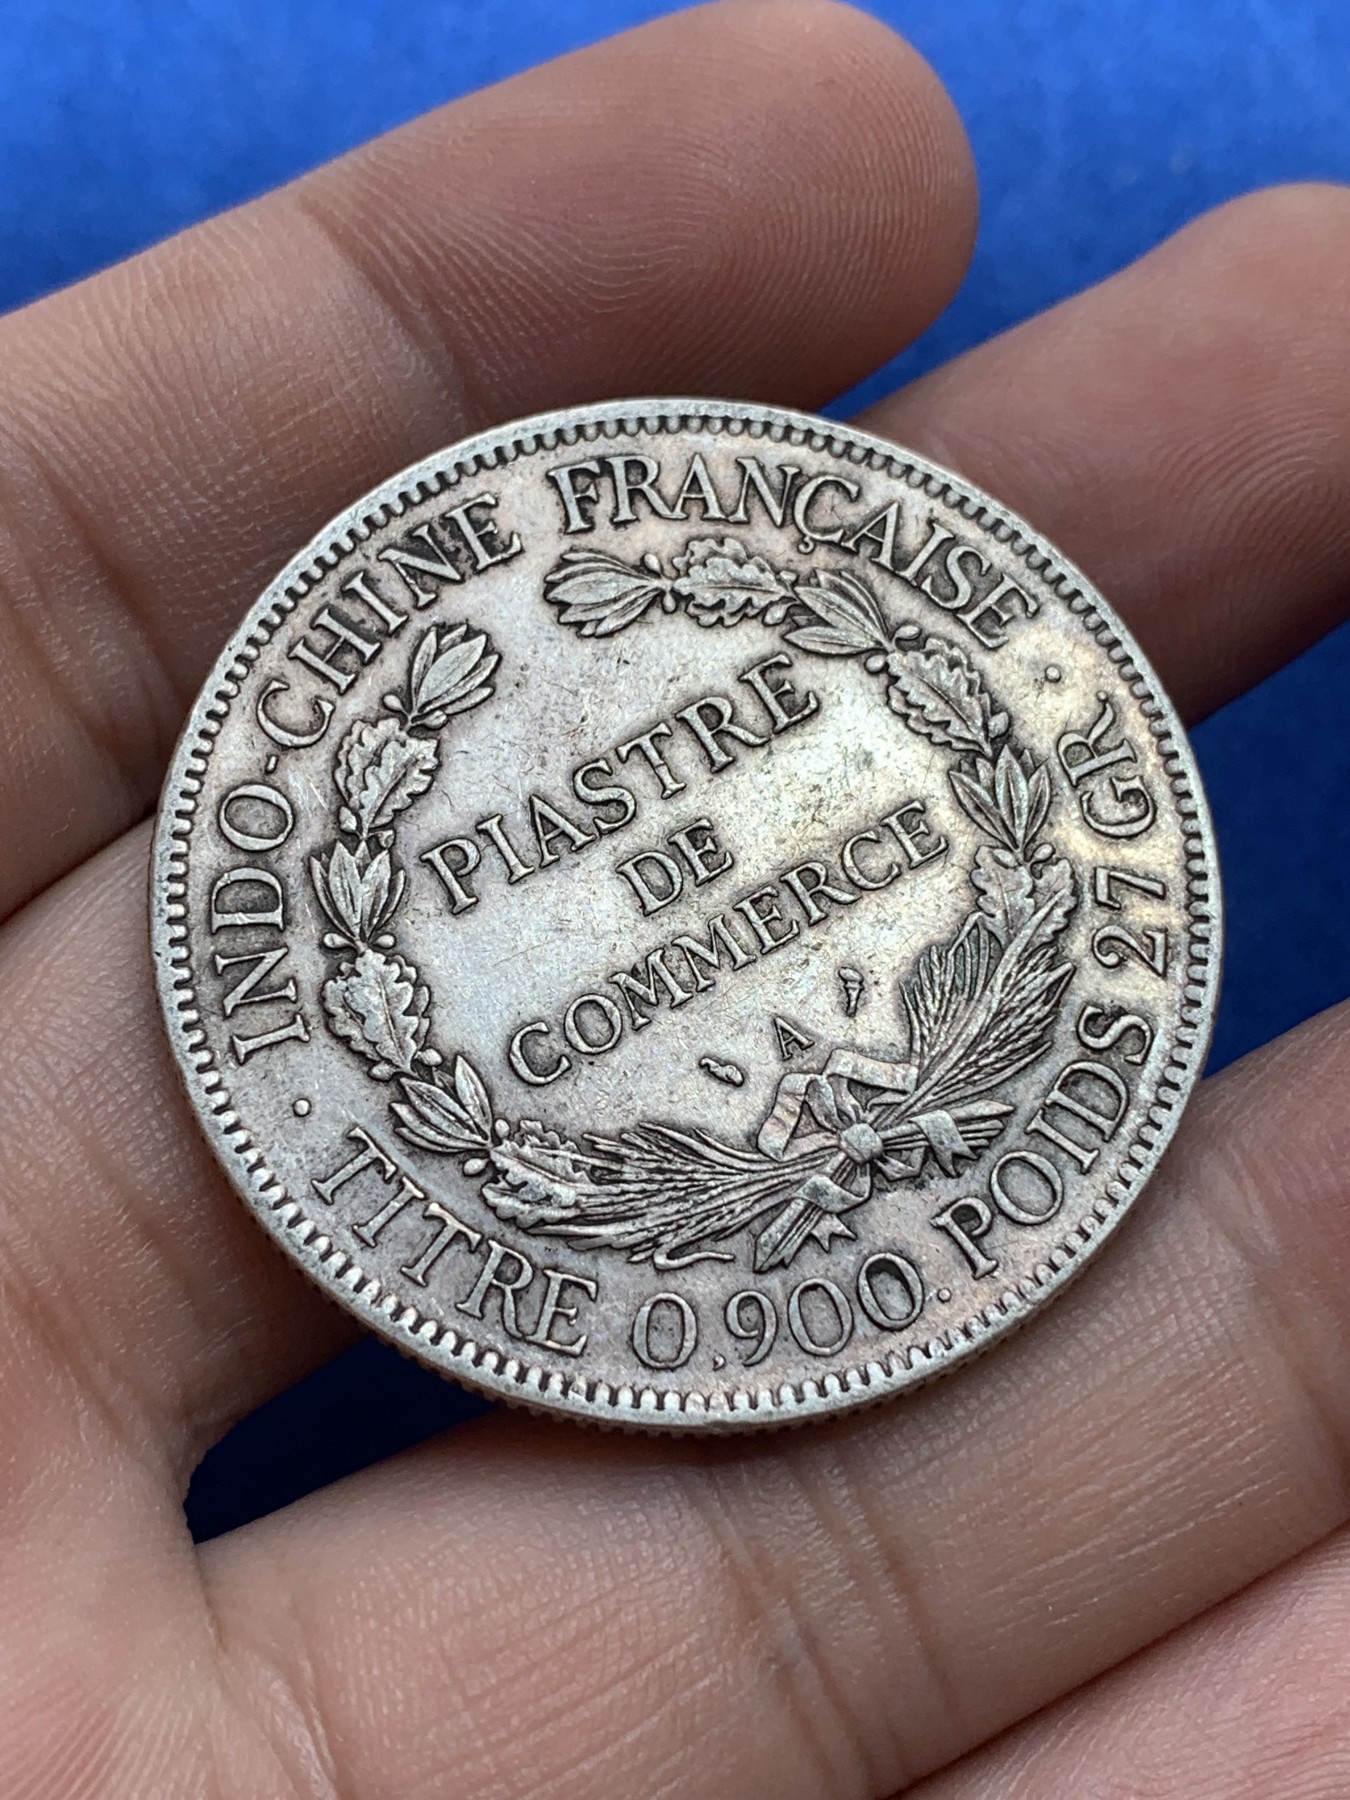 INDO-CHINE FRANÇAISE
PIASTRE
DE
COMMERCE
A
· TITRE 0,900. POIDS 27 GR. ·